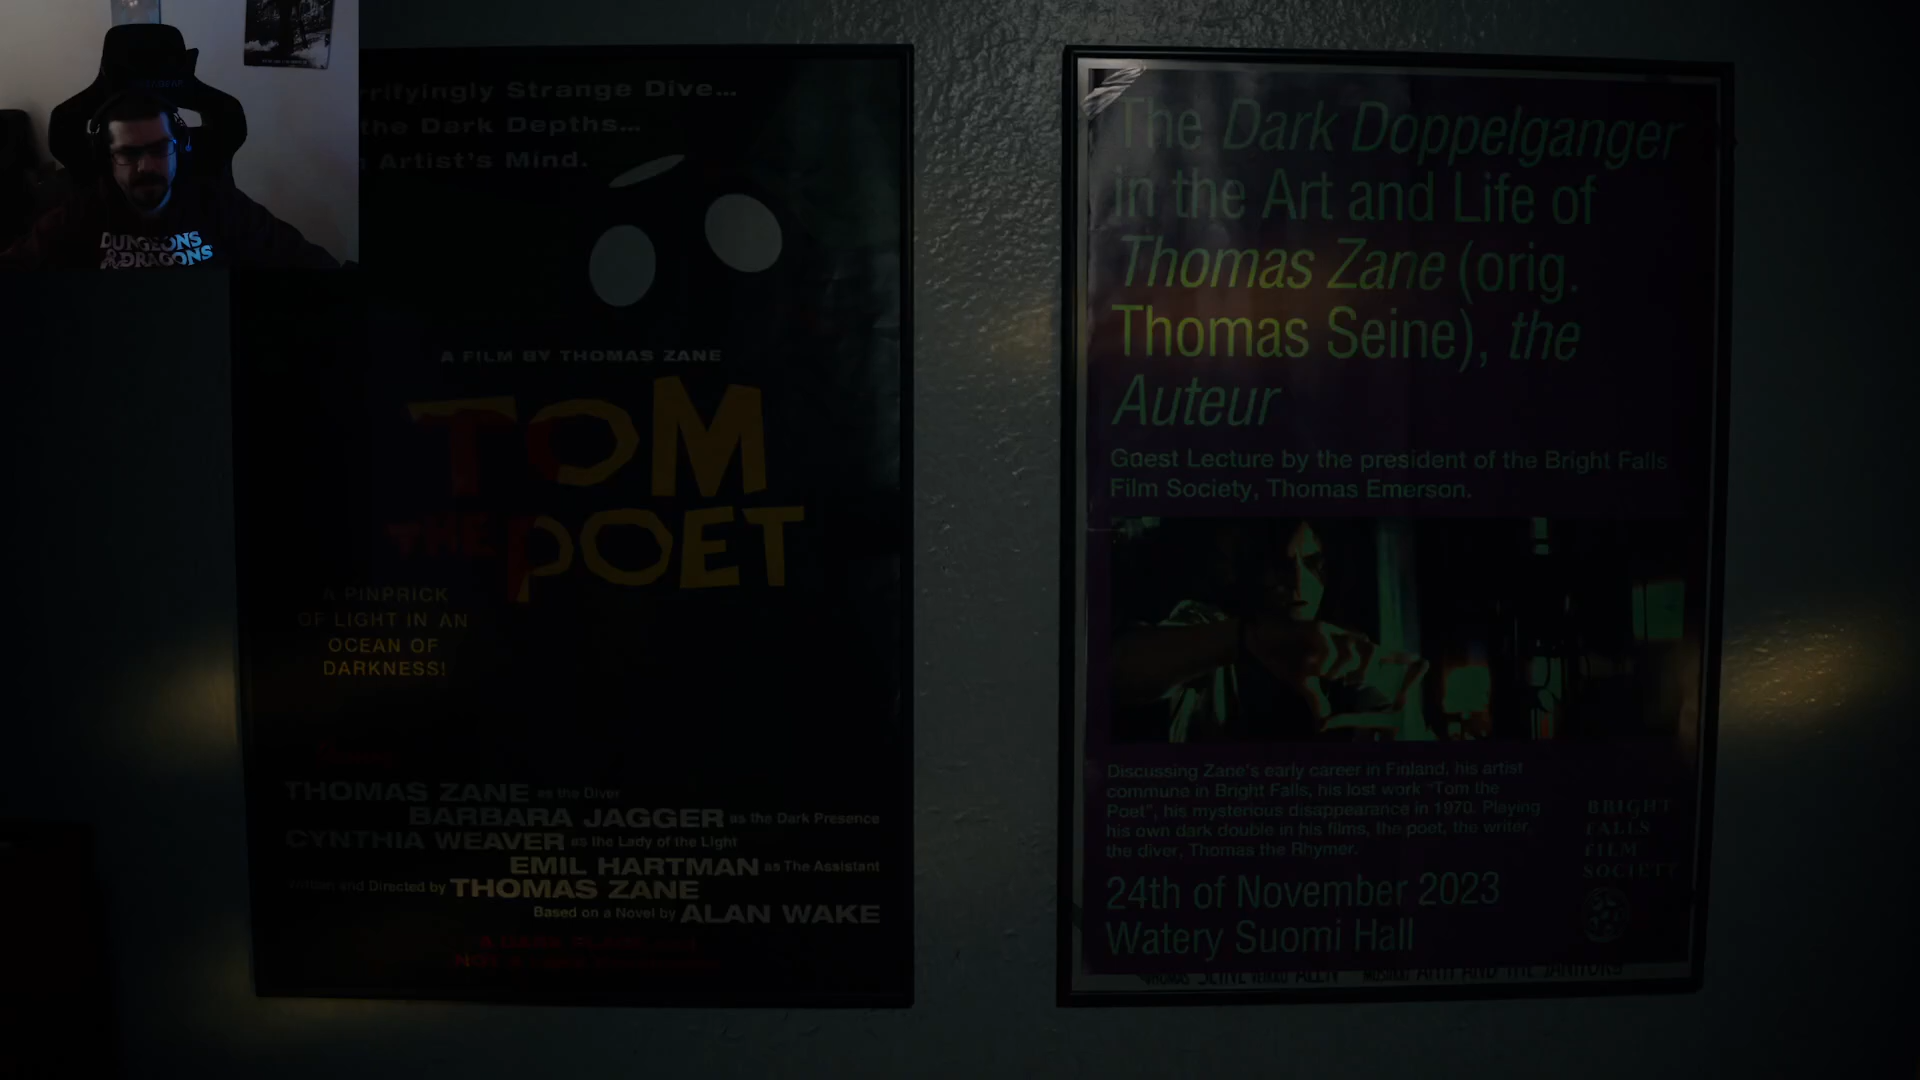 DUNGEONS
& DRAGONS
rrifyingly Strange Dive...
the Dark Depths...
Artist's Mind.
A FILM BY THOMAS ZANE
TOM
THE POET
A PINPRICK
OF LIGHT IN AN
OCEAN OF
DARKNESS!
THOMAS ZANE as the Diver
BARBARA JAGGER as the Dark Presence
CYNTHIA WEAVER as the Lady of the Light
EMIL HARTMAN as The Assistant
Written and Directed by THOMAS ZANE
Based on a Novel by ALAN WAKE
The Dark Doppelganger
in the Art and Life of
Thomas Zane (orig.
Thomas Seine), the
Auteur
Guest Lecture by the president of the Bright Falls
Film Society, Thomas Emerson.
Discussing Zane's early career in Finland, his artist
commune in Bright Falls, his lost work "Tom the
Poet", his mysterious disappearance in 1970. Playing
his own dark double in his films, the poet, the writer,
the diver, Thomas the Rhymer.
BRIGHT
FALLS
FILM
SOCIETY
24th of November 2023
Watery Suomi Hall
AND THE JANITORS